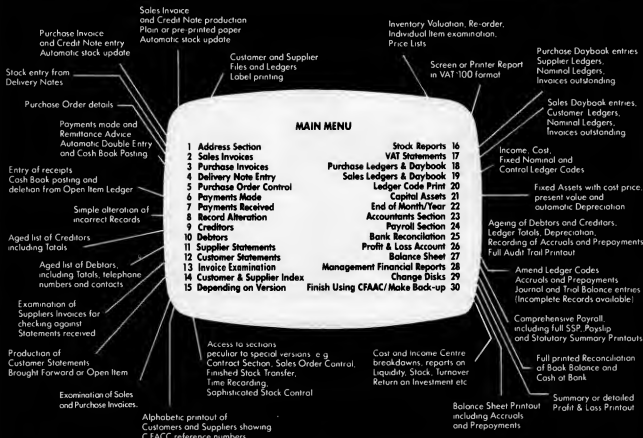 Sales Invoice
and Credit Note production
Plain or pre-printed paper
Automatic stock update
Purchase Invoice
and Credit Note entry
Automatic stock update
Stock entry from
Delivery Notes
Purchase Order details
Payments made and
Remittance Advice
Automatic Double Entry
and Cash Book Posting
Entry of receipts
Cash Book posting and
deletion from Open Item Ledger
Simple alteration of
incorrect Records
Aged list of Creditors
including Totals
Aged list of Debtors,
including Totals, telephone
numbers and contacts
Examination of
Suppliers Invoices for
checking against
Statements received
Production of
Customer Statements
Brought Forward or Open Item
Examination of Sales
and Purchase Invoices.
Alphabetic printout of
Customers and Suppliers showing
C.F.A.C.C. reference numbers
Customer and Supplier
Files and Ledgers
Label printing
MAIN MENU
1 Address Section
2 Sales Invoices
3 Purchase Invoices
4 Delivery Note Entry
5 Purchase Order Control
6 Payments Made
7 Payments Received
8 Record Alteration
9 Creditors
10 Debtors
11 Supplier Statements
12 Customer Statements
13 Invoice Examination
14 Customer & Supplier Index
15 Depending on Version
Stock Reports 16
VAT Statements 17
Purchase Ledgers & Daybook 18
Sales Ledgers & Daybook 19
Ledger Code Print 20
Capital Assets 21
End of Month/Year 22
Accountants Section 23
Payroll Section 24
Bank Reconcilation 25
Profit & Loss Account 26
Balance Sheet 27
Management Financial Reports 28
Change Disks 29
Finish Using CFAAC/Make Back-up 30
Access to sections
peculiar to special versions e.g
Contract Section, Sales Order Control,
Finished Stock Transfer,
Time Recording,
Sophisticated Stock Control
Inventory Valuation, Re-order,
Individual Item examination,
Price Lists
Screen or Printer Report
in VAT 100 format
Purchase Daybook entries
Supplier Ledgers,
Nominal Ledgers,
Invoices outstanding
Sales Daybook entries,
Customer Ledgers,
Nominal Ledgers,
Invoices outstanding
Income, Cost,
Fixed Nominal and
Control Ledger Codes
Fixed Assets with cost price,
present value and
automatic Depreciation
Ageing of Debtors and Creditors,
Ledger Totals, Depreciation,
Recording of Accruals and Prepayments
Full Audit Trail Printout
Amend Ledger Codes
Accruals and Prepayments
Journal and Trial Balance entries
(Incomplete Records available)
Comprehensive Payroll,
including full SSP, Payslip
and Statutory Summary Printouts
Full printed Reconciliation
of Book Balance and
Cash at Bank
Summary or detailed
Profit & Loss Printout
Balance Sheet Printout
including Accruals
and Prepayments
Cost and Income Centre
breakdowns, reports on
Liquidity, Stock, Turnover
Return on Investment etc